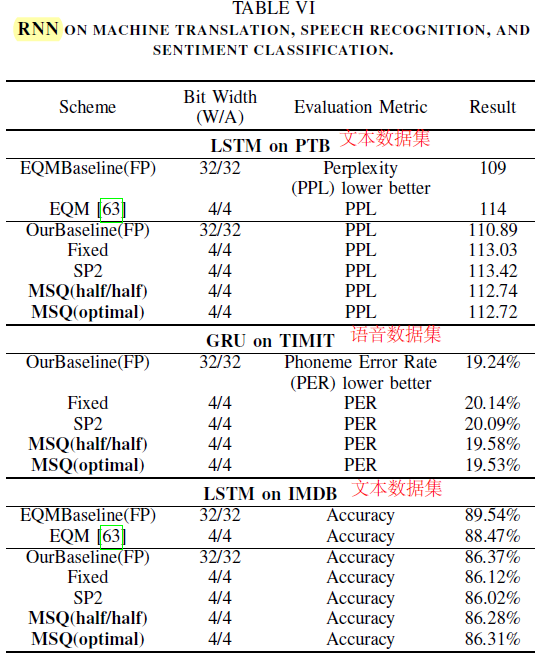 TABLE VI
RNN ON MACHINE TRANSLATION, SPEECH RECOGNITION, AND
SENTIMENT CLASSIFICATION.
Scheme Bit Width (W/A) Evaluation Metric Result
LSTM on PTB 文本数据集
EQMBaseline(FP) 32/32 Perplexity 109
(PPL) lower better
EQM [63] 4/4 PPL 114
OurBaseline(FP) 32/32 PPL 110.89
Fixed 4/4 PPL 113.03
SP2 4/4 PPL 113.42
MSQ(half/half) 4/4 PPL 112.74
MSQ(optimal) 4/4 PPL 112.72
GRU on TIMIT 语音数据集
OurBaseline(FP) 32/32 Phoneme Error Rate 19.24%
(PER) lower better
Fixed 4/4 PER 20.14%
SP2 4/4 PER 20.09%
MSQ(half/half) 4/4 PER 19.58%
MSQ(optimal) 4/4 PER 19.53%
LSTM on IMDB 文本数据集
EQMBaseline(FP) 32/32 Accuracy 89.54%
EQM [63] 4/4 Accuracy 88.47%
OurBaseline(FP) 32/32 Accuracy 86.37%
Fixed 4/4 Accuracy 86.12%
SP2 4/4 Accuracy 86.02%
MSQ(half/half) 4/4 Accuracy 86.28%
MSQ(optimal) 4/4 Accuracy 86.31%